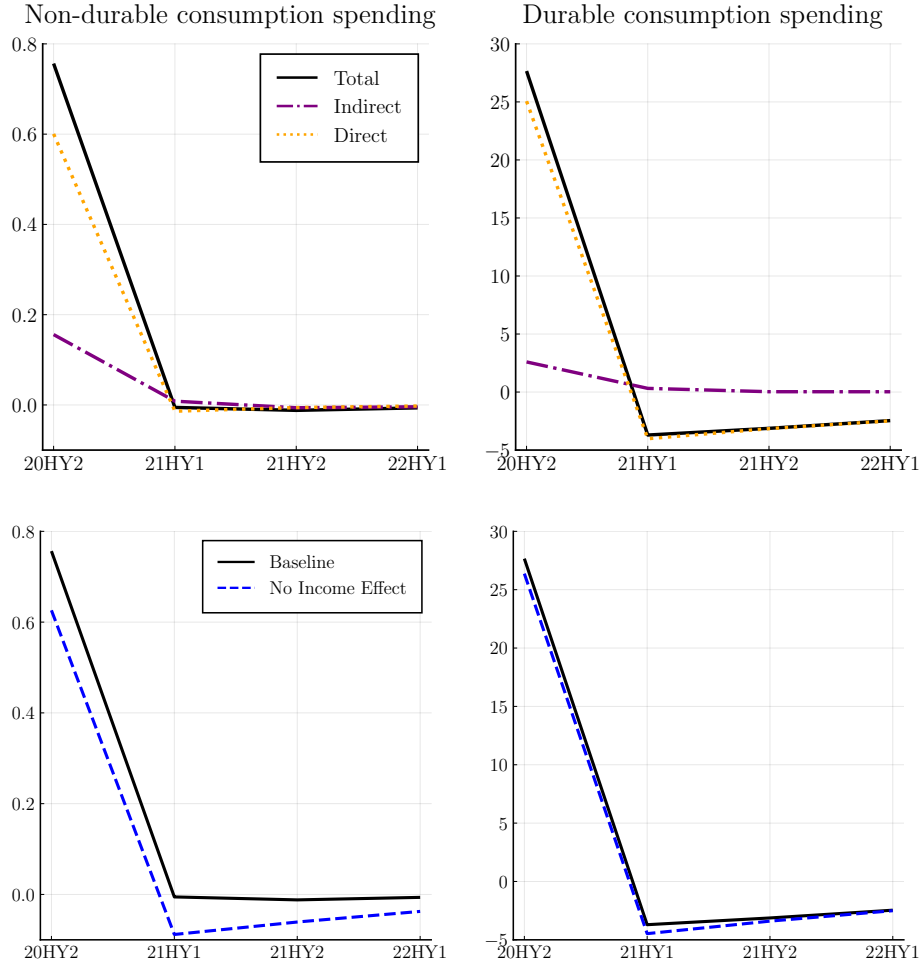 Non-durable consumption spending
Durable consumption spending
0.8
0.6
0.4
0.2
0.0
Total
Indirect
Direct
20HY2 21HY1 21HY2 22HY1
30
25
20
15
10
5
0
−5
20HY2 21HY1 21HY2 22HY1
0.8
0.6
0.4
0.2
0.0
Baseline
No Income Effect
20HY2 21HY1 21HY2 22HY1
30
25
20
15
10
5
0
−5
20HY2 21HY1 21HY2 22HY1